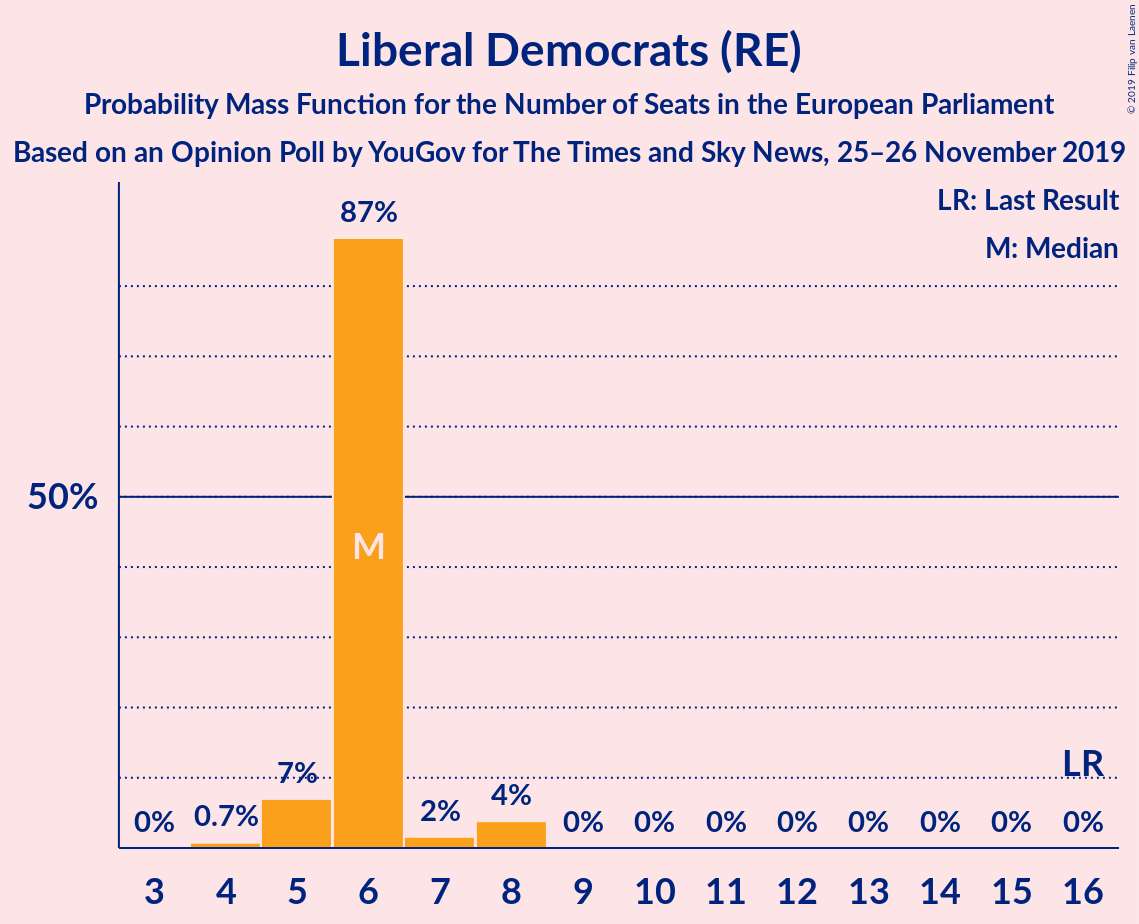 Liberal Democrats (RE)
Probability Mass Function for the Number of Seats in the European Parliament
Based on an Opinion Poll by YouGov for The Times and Sky News, 25–26 November 2019
© 2019 Filip van Laenen
LR: Last Result
M: Median
87%
50%
M
LR
0% 0.7% 7% 2% 4% 0% 0% 0% 0% 0% 0% 0% 0%
3 4 5 6 7 8 9 10 11 12 13 14 15 16